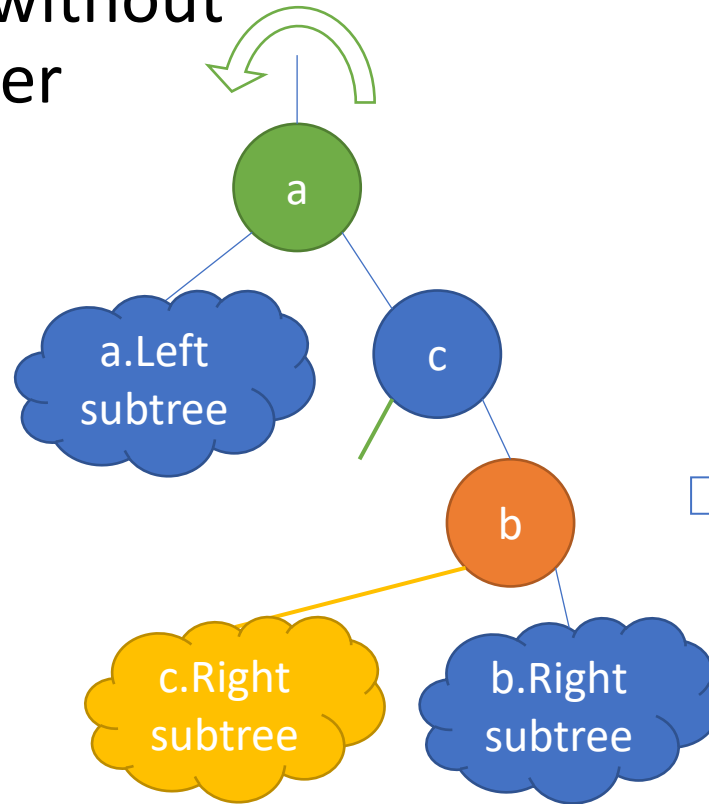 without
er
a
a.Left
subtree
c
b
c.Right
subtree
b.Right
subtree